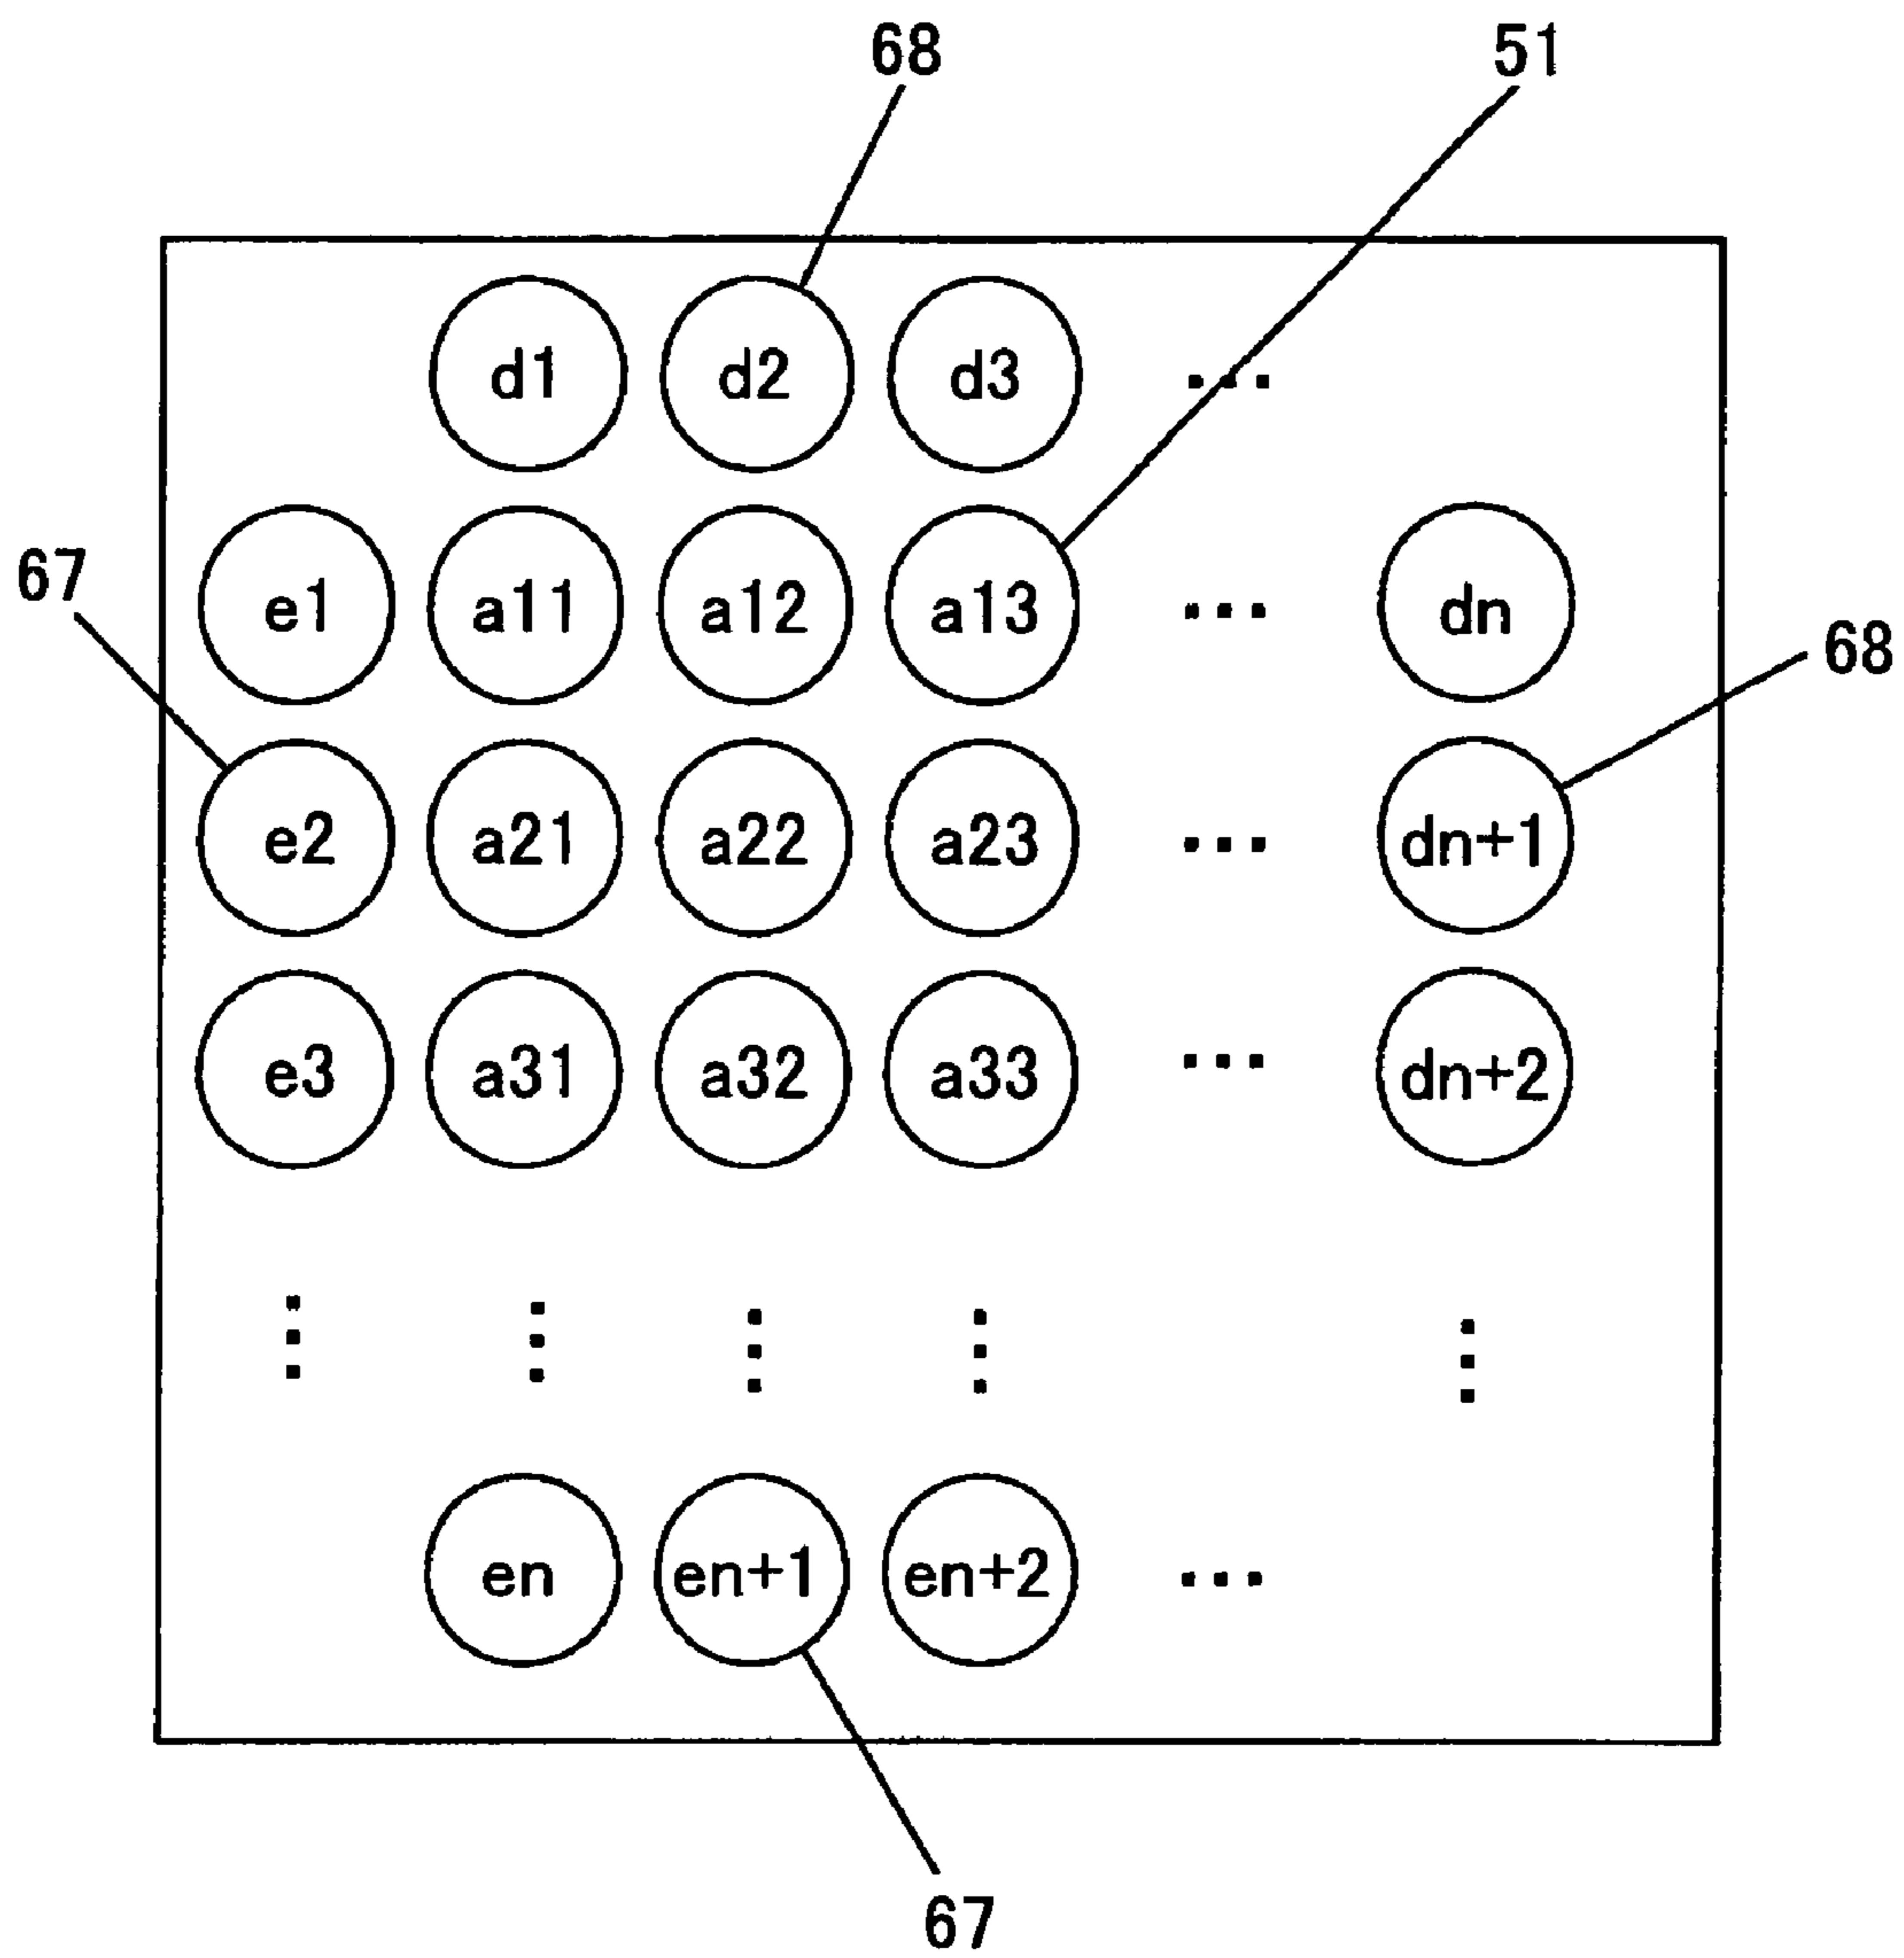 68 51
d1 d2 d3 ...
67 e1 a11 a12 a13 ... dn
68
e2 a21 a22 a23 ... dn+1
e3 a31 a32 a33 ... dn+2
en en+1 en+2 ...
67